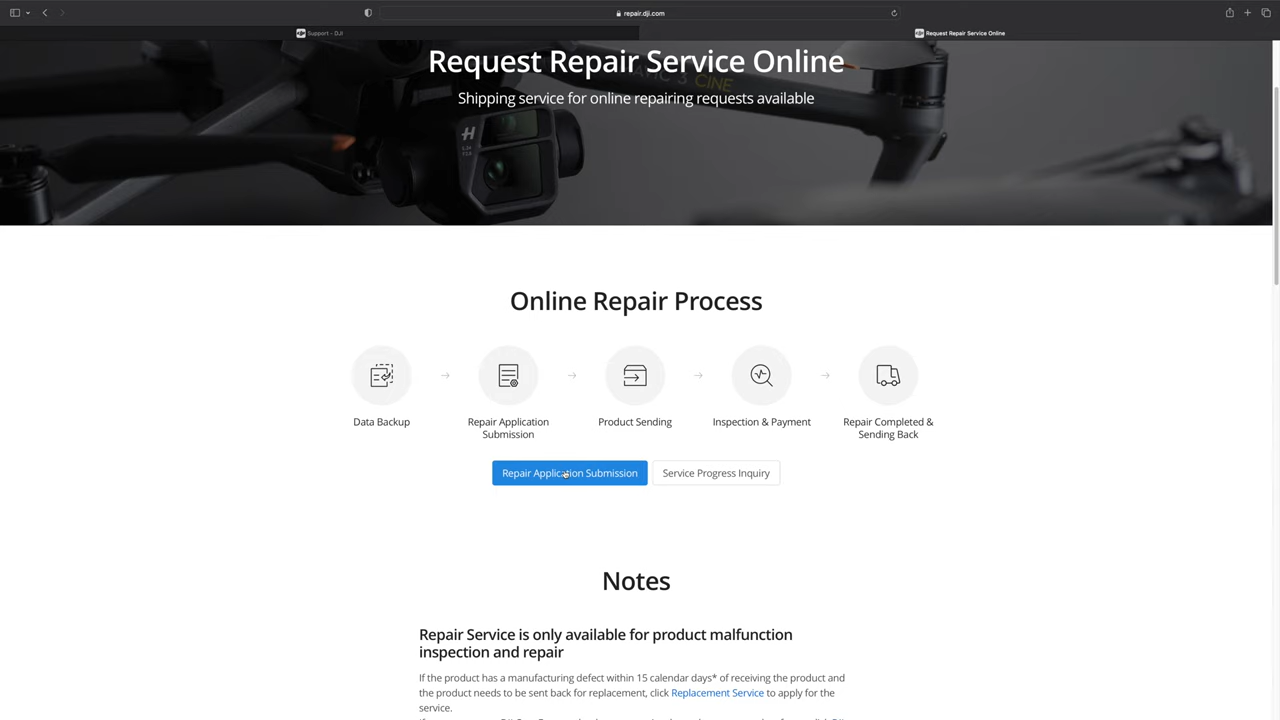 repair.dji.com
Support - DJI
Request Repair Service Online
Request Repair Service Online
Shipping service for online repairing requests available
Online Repair Process
Data Backup
Repair Application
Submission
Product Sending
Inspection & Payment
Repair Completed &
Sending Back
Repair Application Submission
Service Progress Inquiry
Notes
Repair Service is only available for product malfunction
inspection and repair
If the product has a manufacturing defect within 15 calendar days* of receiving the product and
the product needs to be sent back for replacement, click Replacement Service to apply for the
service.